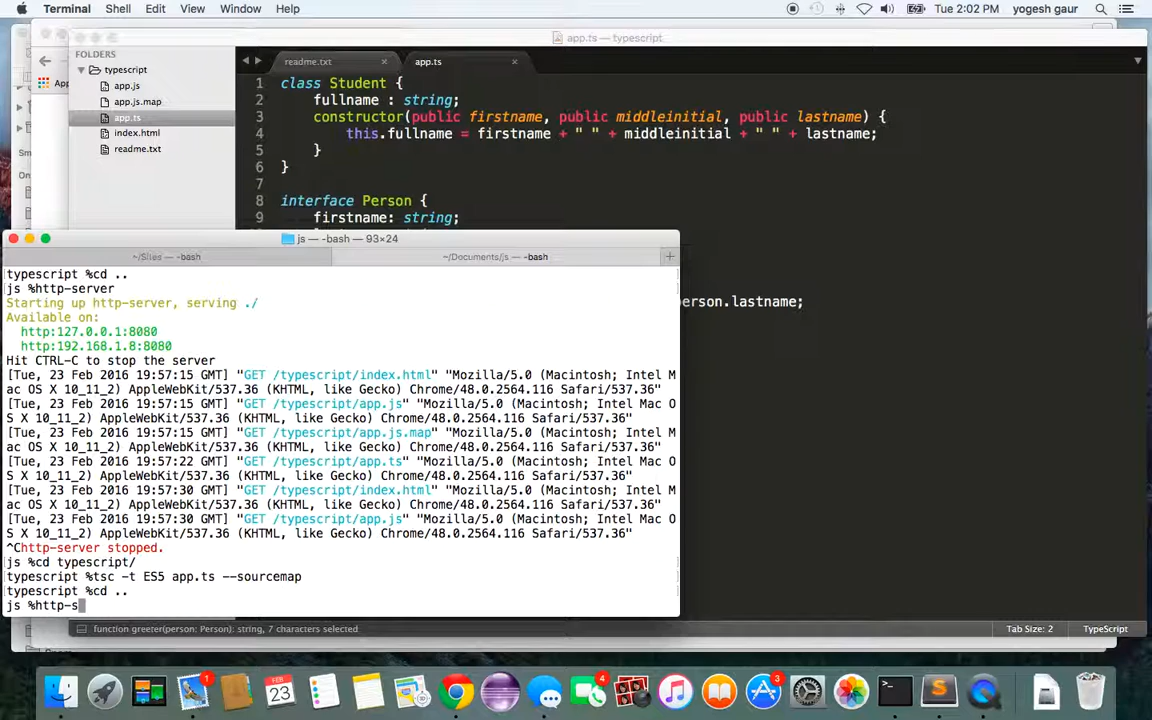 Terminal Shell Edit View Window Help Tue 2:02 PM yogesh gaur
app.ts — typescript
FOLDERS
typescript
app.js
app.js.map
app.ts
index.html
readme.txt
readme.txt × app.ts ×
1 class Student {
2 fullname : string;
3 constructor(public firstname, public middleinitial, public lastname) {
4 this.fullname = firstname + " " + middleinitial + " " + lastname;
5 }
6 }
7
8 interface Person {
9 firstname: string;
person.lastname;
js — -bash — 93×24
~/Sites — -bash ~/Documents/js — -bash +
typescript %cd ..
js %http-server
Starting up http-server, serving ./
Available on:
http:127.0.0.1:8080
http:192.168.1.8:8080
Hit CTRL-C to stop the server
[Tue, 23 Feb 2016 19:57:15 GMT] "GET /typescript/index.html" "Mozilla/5.0 (Macintosh; Intel M
ac OS X 10_11_2) AppleWebKit/537.36 (KHTML, like Gecko) Chrome/48.0.2564.116 Safari/537.36"
[Tue, 23 Feb 2016 19:57:15 GMT] "GET /typescript/app.js" "Mozilla/5.0 (Macintosh; Intel Mac O
S X 10_11_2) AppleWebKit/537.36 (KHTML, like Gecko) Chrome/48.0.2564.116 Safari/537.36"
[Tue, 23 Feb 2016 19:57:15 GMT] "GET /typescript/app.js.map" "Mozilla/5.0 (Macintosh; Intel M
ac OS X 10_11_2) AppleWebKit/537.36 (KHTML, like Gecko) Chrome/48.0.2564.116 Safari/537.36"
[Tue, 23 Feb 2016 19:57:22 GMT] "GET /typescript/app.ts" "Mozilla/5.0 (Macintosh; Intel Mac O
S X 10_11_2) AppleWebKit/537.36 (KHTML, like Gecko) Chrome/48.0.2564.116 Safari/537.36"
[Tue, 23 Feb 2016 19:57:30 GMT] "GET /typescript/index.html" "Mozilla/5.0 (Macintosh; Intel M
ac OS X 10_11_2) AppleWebKit/537.36 (KHTML, like Gecko) Chrome/48.0.2564.116 Safari/537.36"
[Tue, 23 Feb 2016 19:57:30 GMT] "GET /typescript/app.js" "Mozilla/5.0 (Macintosh; Intel Mac O
S X 10_11_2) AppleWebKit/537.36 (KHTML, like Gecko) Chrome/48.0.2564.116 Safari/537.36"
^Chttp-server stopped.
js %cd typescript/
typescript %tsc -t ES5 app.ts --sourcemap
typescript %cd ..
js %http-s
function greeter(person: Person): string, 7 characters selected Tab Size: 2 TypeScript
1 FEB 23 4 3